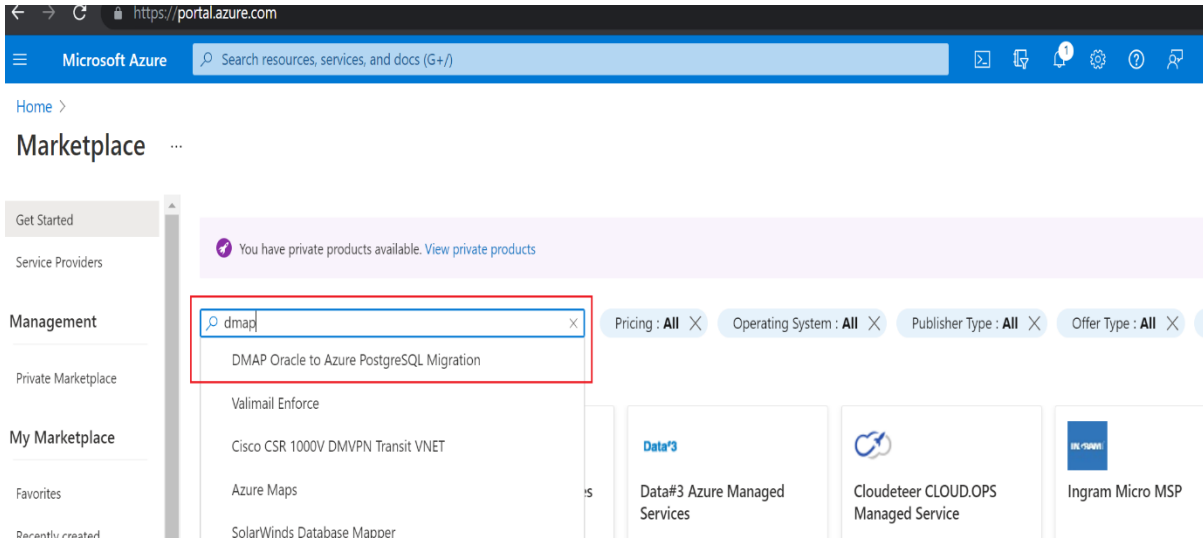 https://portal.azure.com
Microsoft Azure
Search resources, services, and docs (G+/)
1
Home >
Marketplace ...
Get Started
Service Providers
Management
Private Marketplace
My Marketplace
Favorites
Recently created
You have private products available. View private products
dmap
Pricing : All
Operating System : All
Publisher Type : All
Offer Type : All
DMAP Oracle to Azure PostgreSQL Migration
Valimail Enforce
Cisco CSR 1000V DMVPN Transit VNET
Azure Maps
SolarWinds Database Mapper
es
Data#3
Data#3 Azure Managed
Services
Cloudeteer CLOUD.OPS
Managed Service
INGRAM
Ingram Micro MSP